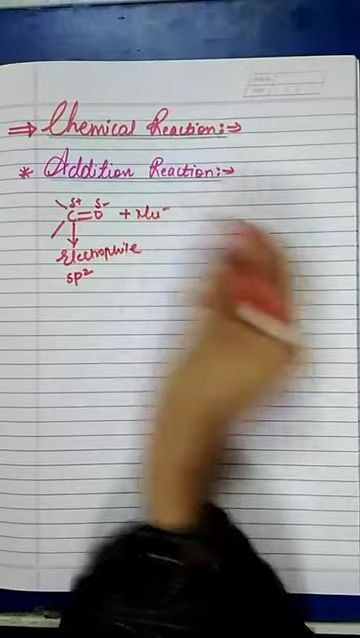 ⇒ Chemical Reaction:⇒
* Addition Reaction:⇒
δ+ δ-
C=O + Nu⁻
Electrophile
sp²